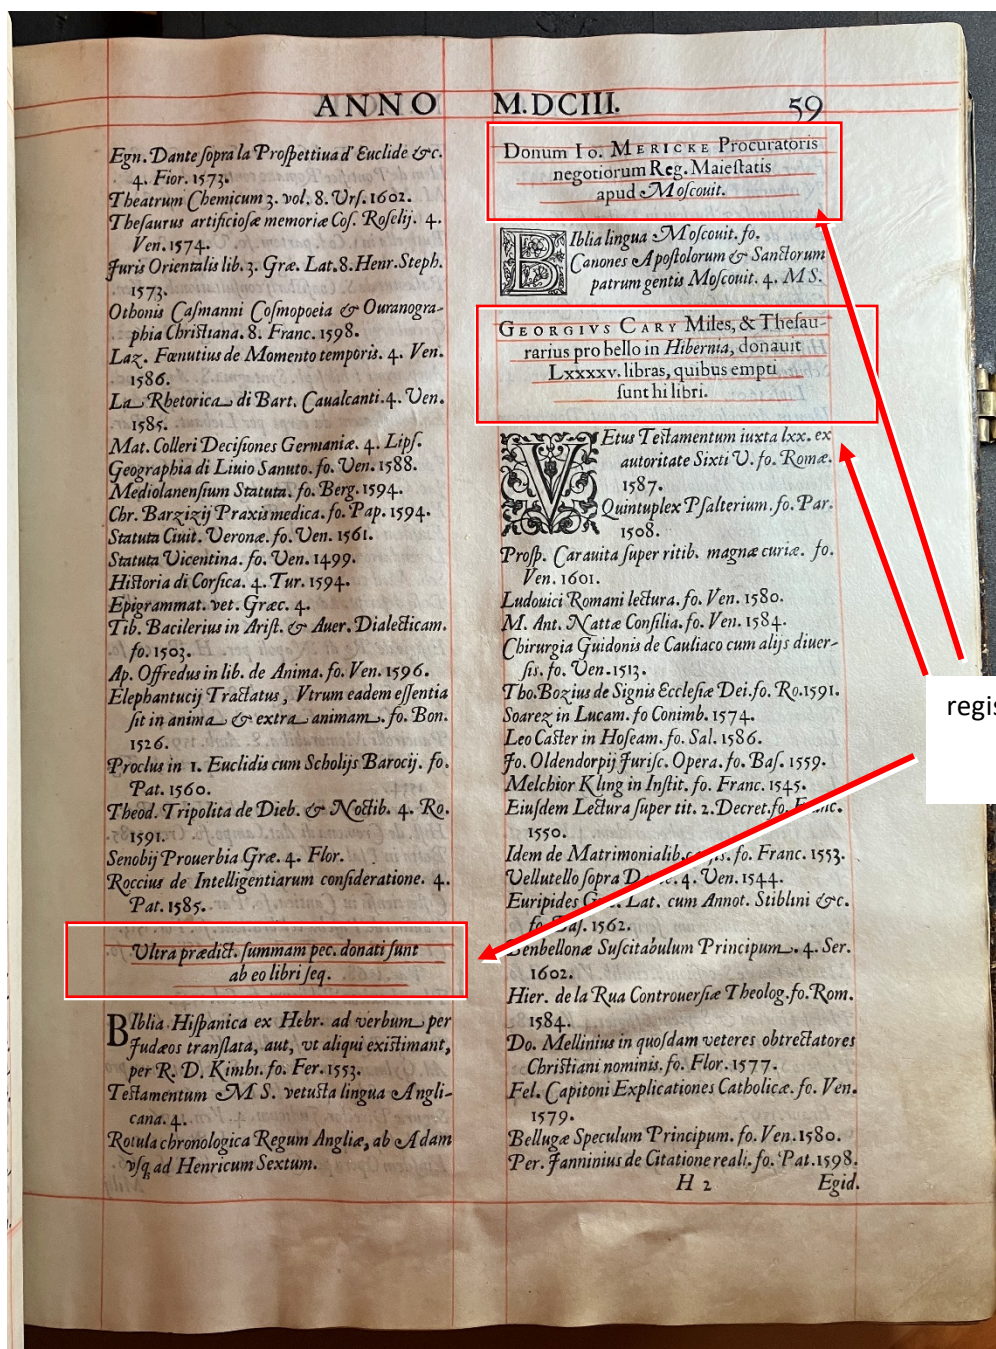 ANNO M.DCIII. 59
Egn. Dante ſopra la Proſpettiua d'Euclide &c.
4. Fior. 1573.
Theatrum Chemicum 3. vol. 8. Urſ. 1602.
Theſaurus artificioſæ memoriæ Coſ. Roſelij. 4.
Ven. 1574.
Juris Orientalis lib. 3. Græ. Lat. 8. Henr. Steph.
1573.
Othonis Caſmanni Coſmopoeia & Ouranogra-
phia Chriſtiana. 8. Franc. 1598.
Laz. Fœnutius de Momento temporis. 4. Ven.
1586.
La Rhetorica di Bart. Caualcanti. 4. Ven.
1585.
Mat. Colleri Deciſiones Germaniæ. 4. Lipſ.
Geographia di Liuio Sanuto. fo. Ven. 1588.
Mediolanenſium Statuta. fo. Berg. 1594.
Chr. Barzizij Praxis medica. fo. Pap. 1594.
Statuta Ciuit. Veronæ. fo. Ven. 1561.
Statuta Vicentina. fo. Ven. 1499.
Hiſtoria di Corſica. 4. Tur. 1594.
Epigrammat. vet. Græc. 4.
Tib. Bacilerius in Ariſt. & Auer. Dialecticam.
fo. 1503.
Ap. Offredus in lib. de Anima. fo. Ven. 1596.
Elephantucij Tractatus, Vtrum eadem eſſentia
ſit in anima & extra animam. fo. Bon.
1526.
Proclus in 1. Euclidis cum Scholijs Barocij. fo.
Pat. 1560.
Theod. Tripolita de Dieb. & Noctib. 4. Ro.
1591.
Senobij Prouerbia Græ. 4. Flor.
Roccius de Intelligentiarum conſideratione. 4.
Pat. 1585.
Ultra prædict. ſummam pec. donati ſunt
ab eo libri ſeq.
BIblia Hiſpanica ex Hebr. ad verbum per
Judæos tranſlata, aut, vt aliqui exiſtimant,
per R. D. Kimhi. fo. Fer. 1553.
Teſtamentum M S. vetuſta lingua Angli-
cana. 4.
Rotula chronologica Regum Angliæ, ab Adam
vſq ad Henricum Sextum.
Donum Io. MERICKE Procuratoris
negotiorum Reg. Maieſtatis
apud Moſcouit.
BIblia lingua Moſcouit. fo.
Canones Apoſtolorum & Sanctorum
patrum gentis Moſcouit. 4. M S.
GEORGIVS CARY Miles, & Theſau-
rarius pro bello in Hibernia, donauit
LXXXXV. libras, quibus empti
ſunt hi libri.
VEtus Teſtamentum iuxta lxx. ex
autoritate Sixti V. fo. Romæ.
1587.
Quintuplex Pſalterium. fo. Par.
1508.
Proſp. Carauita ſuper ritib. magnæ curiæ. fo.
Ven. 1601.
Ludouici Romani lectura. fo. Ven. 1580.
M. Ant. Nattæ Conſilia. fo. Ven. 1584.
Chirurgia Guidonis de Cauliaco cum alijs diuer-
ſis. fo. Ven. 1513.
Tho. Bozius de Signis Eccleſiæ Dei. fo. Ro. 1591.
Soarez in Lucam. fo Conimb. 1574.
Leo Caſter in Hoſeam. fo. Sal. 1586.
Jo. Oldendorpij Juriſc. Opera. fo. Baſ. 1559.
Melchior Kling in Inſtit. fo. Franc. 1545.
Eiuſdem Lectura ſuper tit. 2. Decret. fo. Franc.
1550.
Idem de Matrimonialib. fo. Franc. 1553.
Vellutello ſopra 4. Ven. 1544.
Euripides Lat. cum Annot. Stiblini &c.
fo. Baſ. 1562.
Benbellonæ Suſcitabulum Principum. 4. Ser.
1602.
Hier. de la Rua Controuerſiæ Theolog. fo. Rom.
1584.
Do. Mellinius in quoſdam veteres obtrectatores
Chriſtiani nominis. fo. Flor. 1577.
Fel. Capitoni Explicationes Catholicæ. fo. Ven.
1579.
Bellugæ Speculum Principum. fo. Ven. 1580.
Per. Janninius de Citatione reali. fo. Pat. 1598.
H 2 Egid.
regis